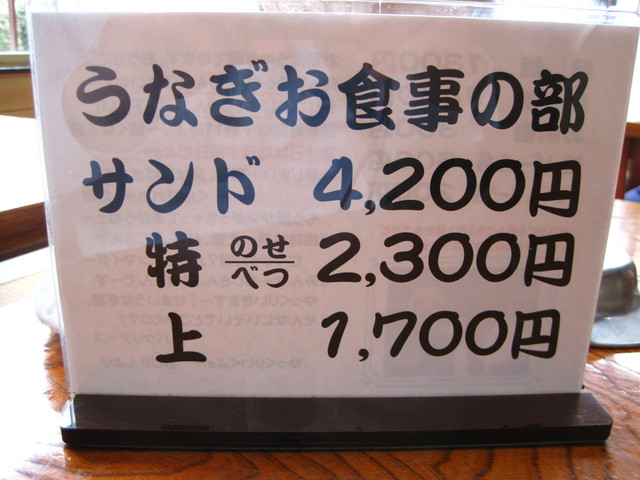 うなぎお食事の部
サンド 4,200円
特 のせ べつ 2,300円
上 1,700円